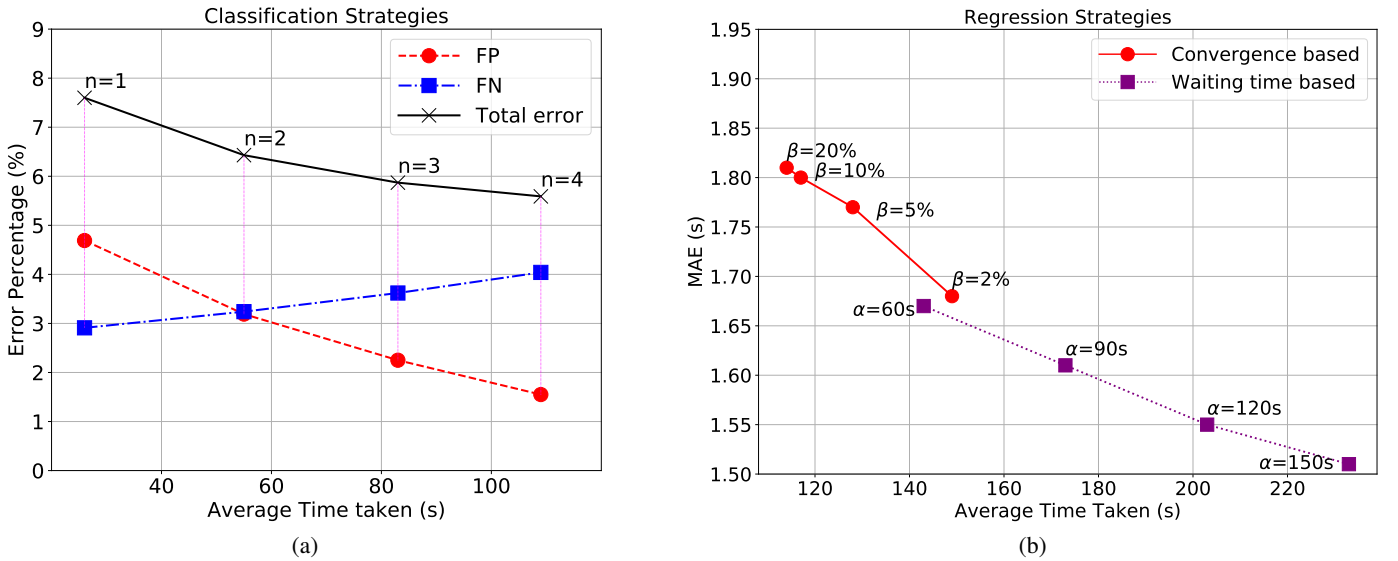 Classification Strategies
Error Percentage (%)
9
8
7
6
5
4
3
2
1
0
n=1
n=2
n=3
n=4
FP
FN
Total error
40 60 80 100
Average Time taken (s)
(a)
Regression Strategies
MAE (s)
1.95
1.90
1.85
1.80
1.75
1.70
1.65
1.60
1.55
1.50
Convergence based
Waiting time based
β=20%
β=10%
β=5%
β=2%
α=60s
α=90s
α=120s
α=150s
120 140 160 180 200 220
Average Time Taken (s)
(b)